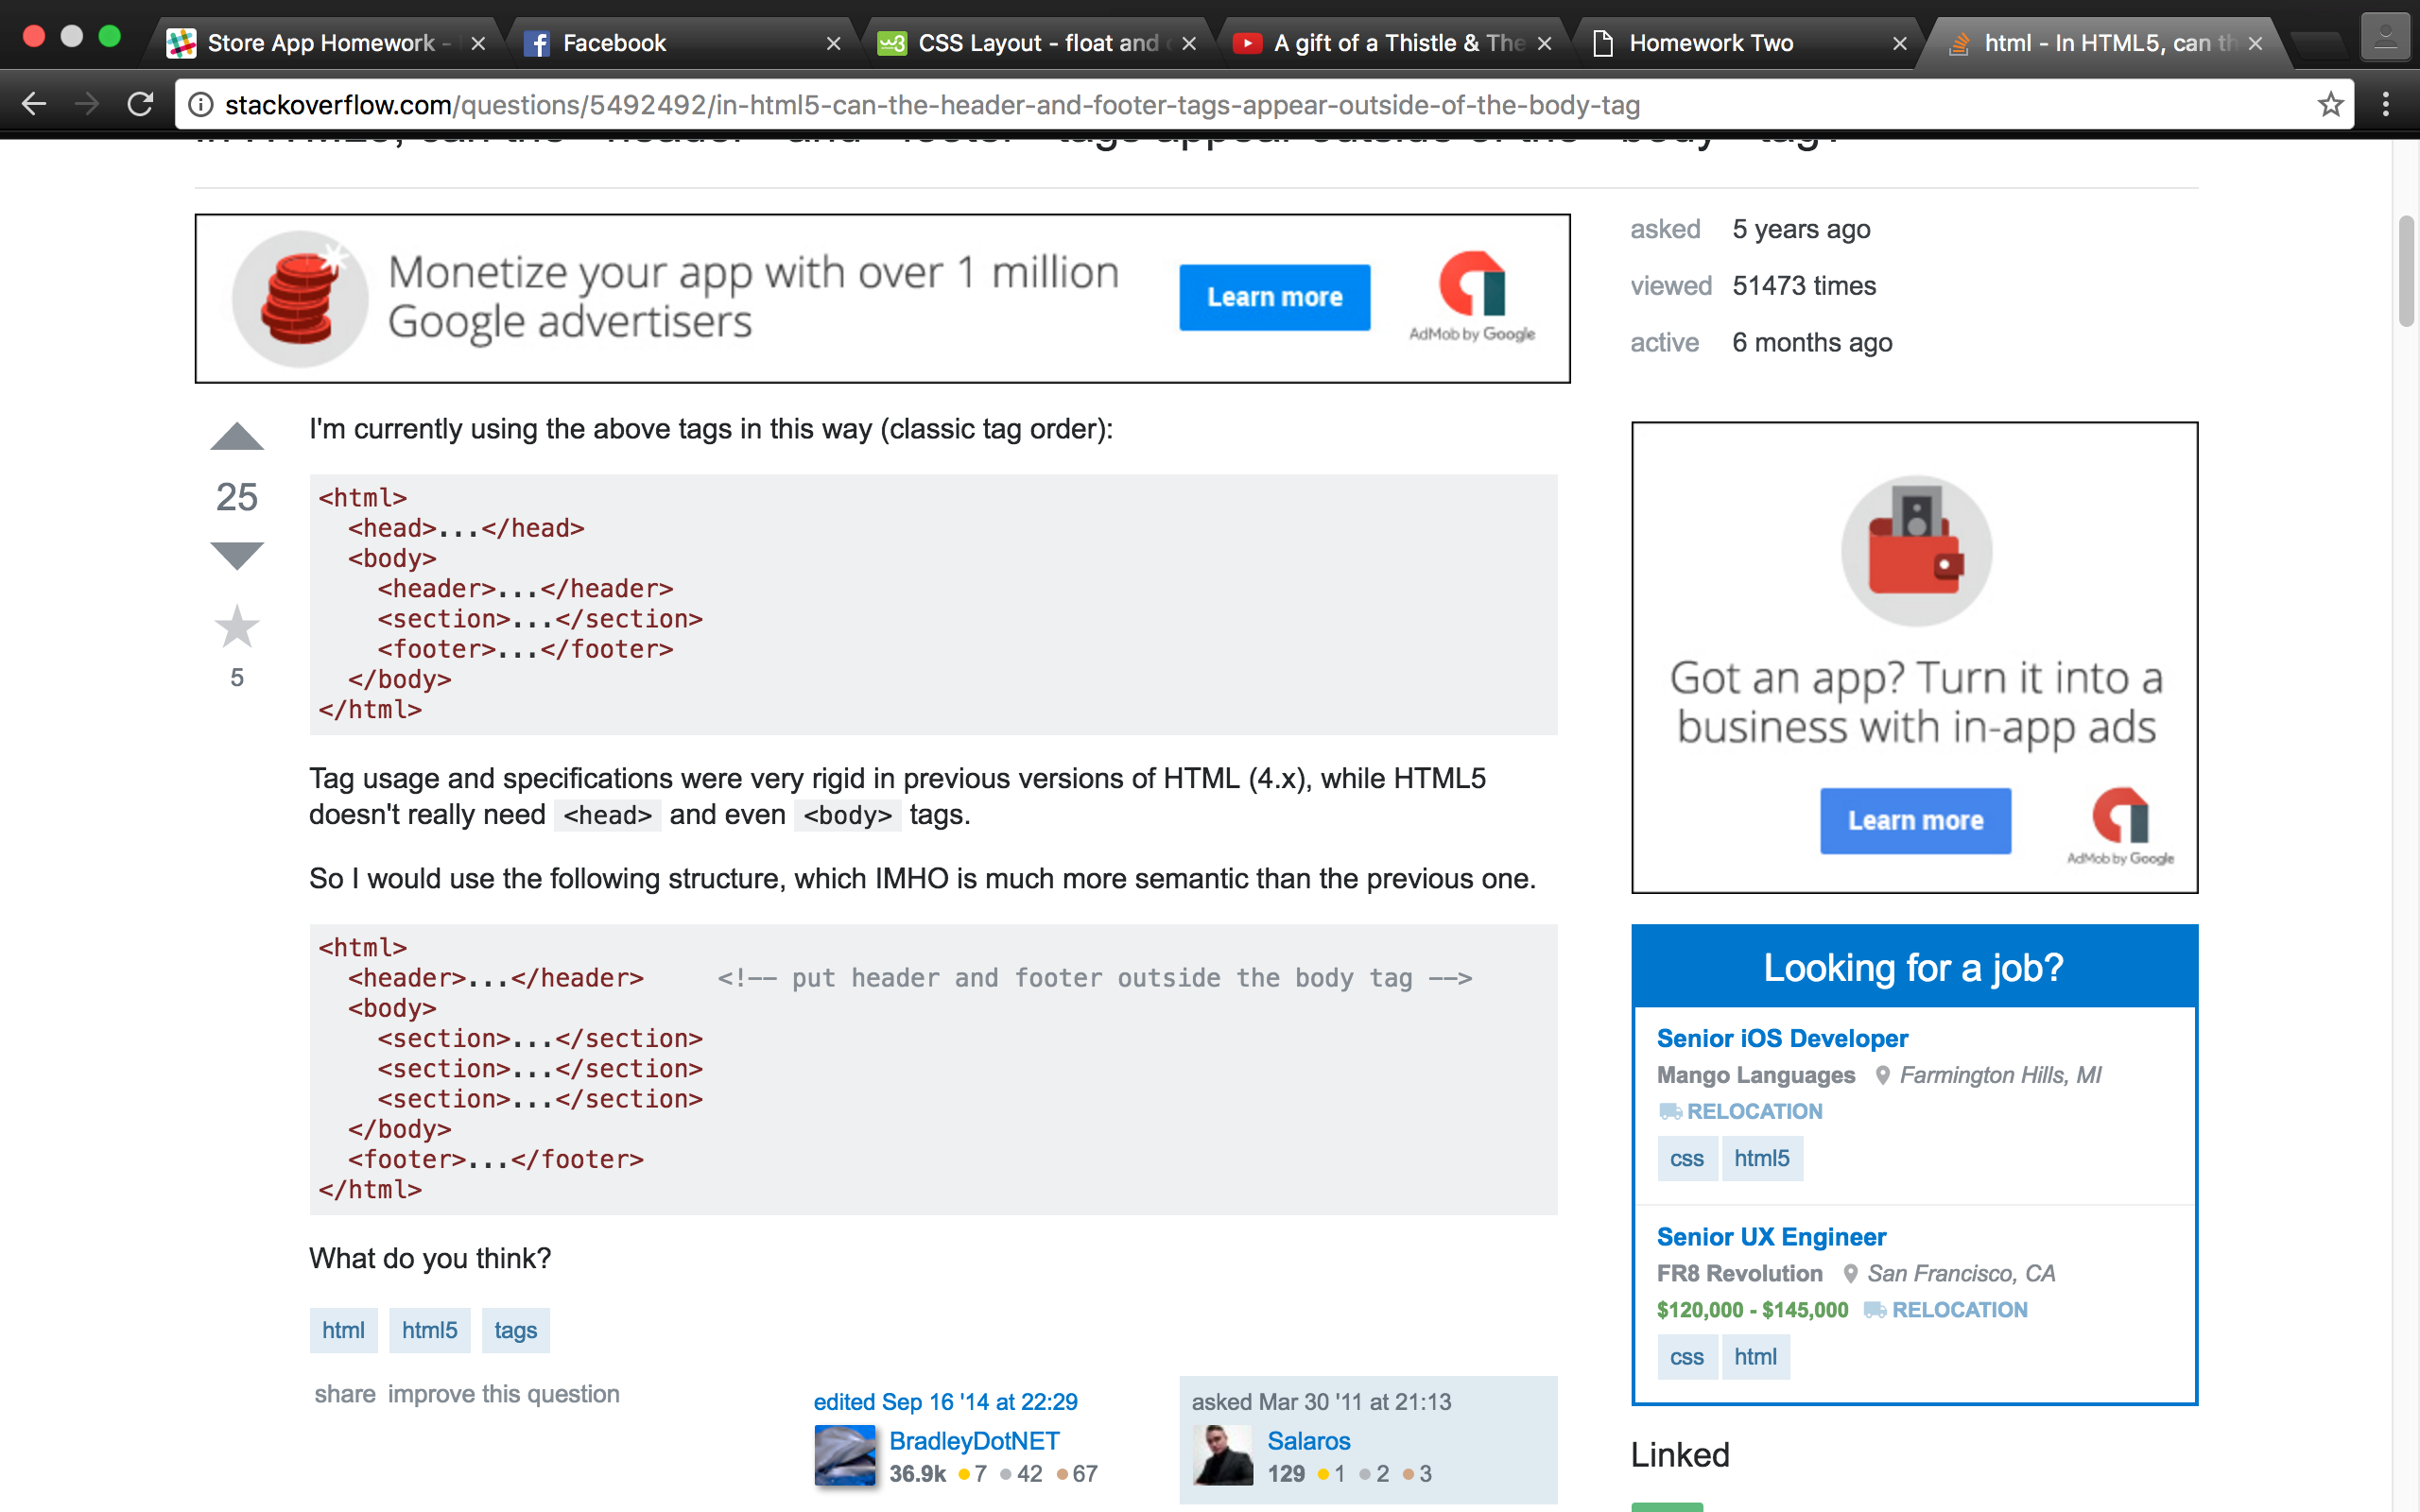 Store App Homework -
Facebook
CSS Layout - float and
A gift of a Thistle & The
Homework Two
html - In HTML5, can th
stackoverflow.com/questions/5492492/in-html5-can-the-header-and-footer-tags-appear-outside-of-the-body-tag
Monetize your app with over 1 million
Google advertisers
Learn more
AdMob by Google
asked 5 years ago
viewed 51473 times
active 6 months ago
25
5
I'm currently using the above tags in this way (classic tag order):
<html>
  <head>...</head>
  <body>
    <header>...</header>
    <section>...</section>
    <footer>...</footer>
  </body>
</html>
Tag usage and specifications were very rigid in previous versions of HTML (4.x), while HTML5
doesn't really need <head> and even <body> tags.
So I would use the following structure, which IMHO is much more semantic than the previous one.
<html>
  <header>...</header>     <!-- put header and footer outside the body tag -->
  <body>
    <section>...</section>
    <section>...</section>
    <section>...</section>
  </body>
  <footer>...</footer>
</html>
What do you think?
html html5 tags
share improve this question
edited Sep 16 '14 at 22:29
BradleyDotNET
36.9k 7 42 67
asked Mar 30 '11 at 21:13
Salaros
129 1 2 3
Got an app? Turn it into a
business with in-app ads
Learn more
AdMob by Google
Looking for a job?
Senior iOS Developer
Mango Languages Farmington Hills, MI
RELOCATION
css html5
Senior UX Engineer
FR8 Revolution San Francisco, CA
$120,000 - $145,000 RELOCATION
css html
Linked